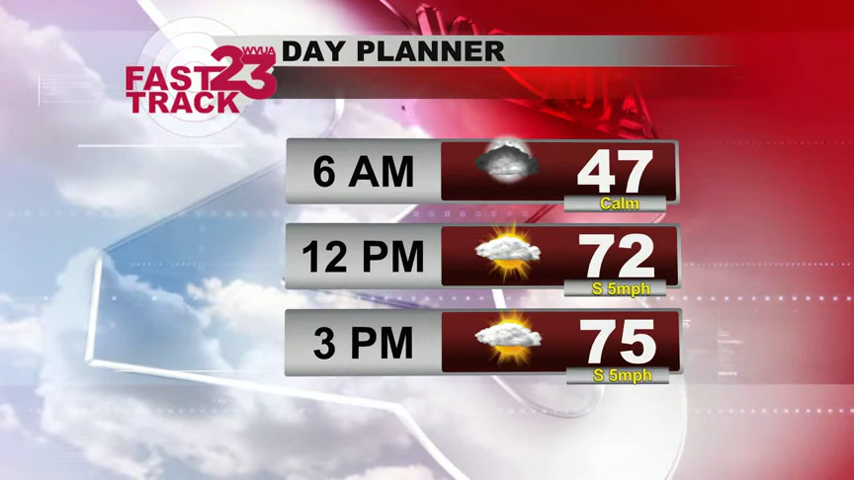 WVUA
23
FAST
TRACK
DAY PLANNER
6 AM
47
Calm
12 PM
72
S 5mph
3 PM
75
S 5mph